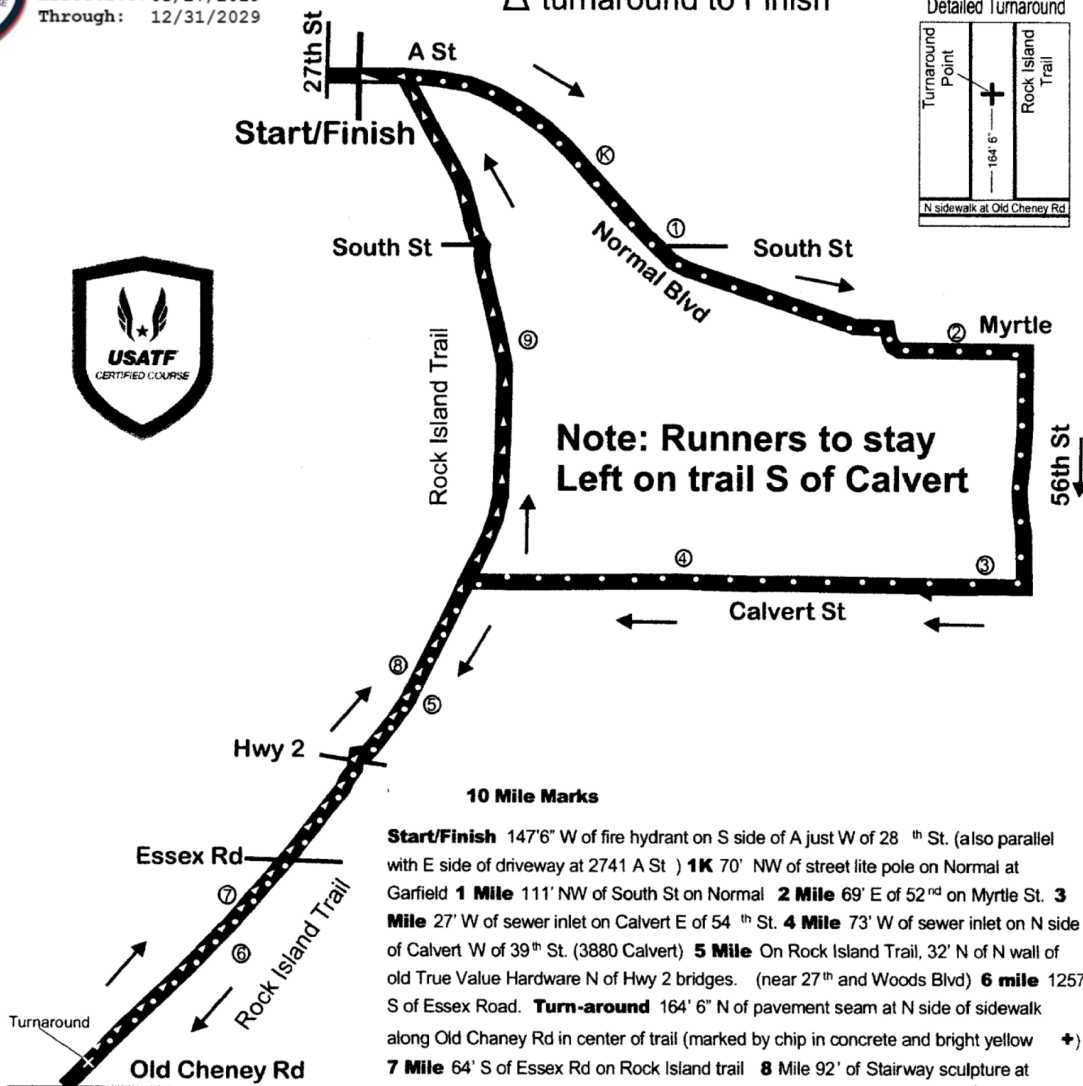 Through: 12/31/2029
Δ turnaround to Finish
Detailed Turnaround
27th St
A St
Turnaround
Point
Rock Island
Trail
164' 6"
N sidewalk at Old Cheney Rd
Start/Finish
K
1
South St
South St
Normal Blvd
2
Myrtle
USATF
CERTIFIED COURSE
9
Rock Island Trail
Note: Runners to stay
Left on trail S of Calvert
56th St
4
3
Calvert St
8
5
Hwy 2
10 Mile Marks
Start/Finish 147'6" W of fire hydrant on S side of A just W of 28 th St. (also parallel
with E side of driveway at 2741 A St ) 1K 70' NW of street lite pole on Normal at
Garfield 1 Mile 111' NW of South St on Normal 2 Mile 69' E of 52nd on Myrtle St. 3
Mile 27' W of sewer inlet on Calvert E of 54 th St. 4 Mile 73' W of sewer inlet on N side
of Calvert W of 39th St. (3880 Calvert) 5 Mile On Rock Island Trail, 32' N of N wall of
old True Value Hardware N of Hwy 2 bridges. (near 27th and Woods Blvd) 6 mile 1257
S of Essex Road. Turn-around 164' 6" N of pavement seam at N side of sidewalk
along Old Chaney Rd in center of trail (marked by chip in concrete and bright yellow +)
7 Mile 64' S of Essex Rd on Rock Island trail 8 Mile 92' of Stairway sculpture at
Essex Rd
7
6
Rock Island Trail
Turnaround
Old Cheney Rd